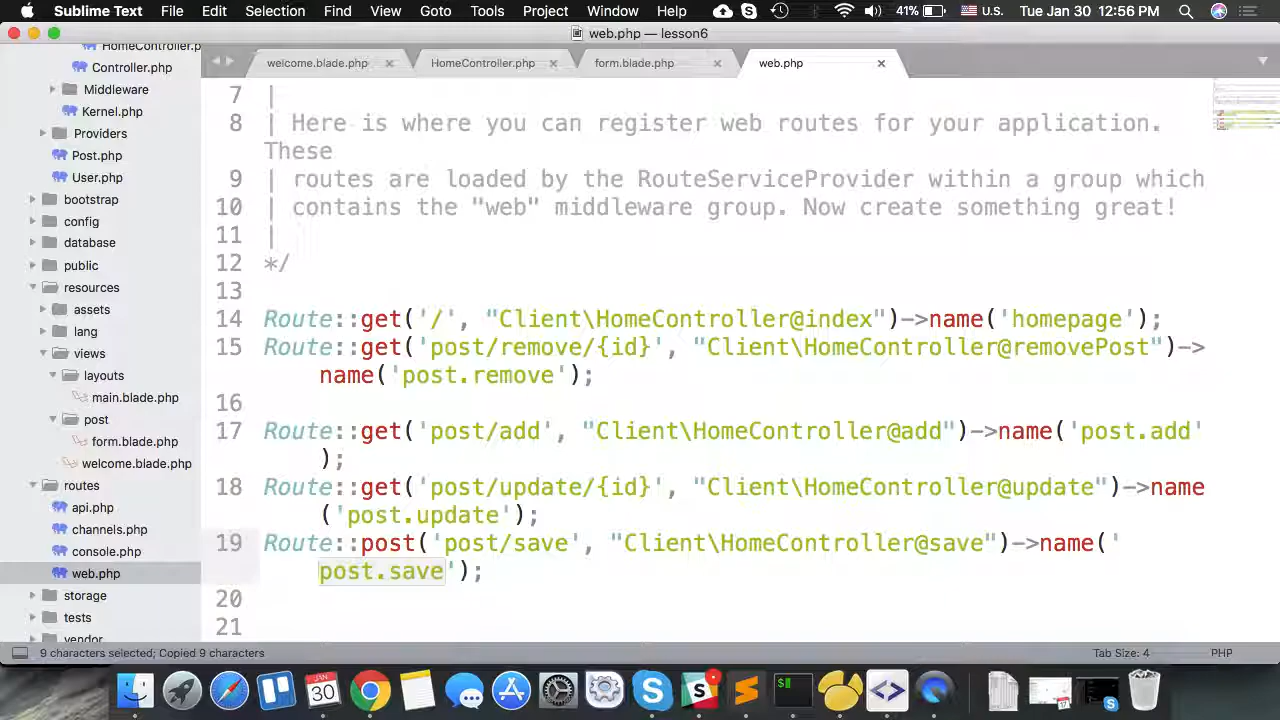 Sublime Text File Edit Selection Find View Goto Tools Project Window Help 41% U.S. Tue Jan 30 12:56 PM
web.php — lesson6
HomeController.p
Controller.php
Middleware
Kernel.php
Providers
Post.php
User.php
bootstrap
config
database
public
resources
assets
lang
views
layouts
main.blade.php
post
form.blade.php
welcome.blade.php
routes
api.php
channels.php
console.php
web.php
storage
tests
vendor
welcome.blade.php HomeController.php form.blade.php web.php
7 |
8 | Here is where you can register web routes for your application.
These
9 | routes are loaded by the RouteServiceProvider within a group which
10 | contains the "web" middleware group. Now create something great!
11 |
12 */
13
14 Route::get('/', "Client\HomeController@index")->name('homepage');
15 Route::get('post/remove/{id}', "Client\HomeController@removePost")->
name('post.remove');
16
17 Route::get('post/add', "Client\HomeController@add")->name('post.add'
);
18 Route::get('post/update/{id}', "Client\HomeController@update")->name
('post.update');
19 Route::post('post/save', "Client\HomeController@save")->name('
post.save');
20
21
9 characters selected; Copied 9 characters Tab Size: 4 PHP
JAN
30